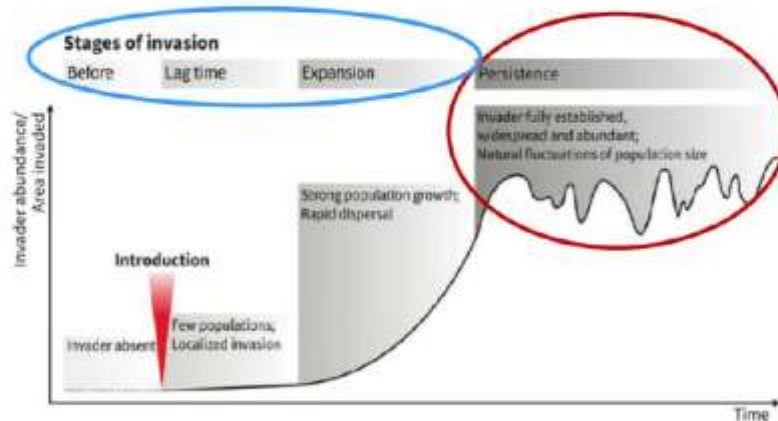 Stages of invasion
Before
Lag time
Expansion
Persistence
Invader abundance/
Area invaded
Invader fully established,
widespread and abundant;
Natural fluctuations of population size
Strong population growth;
Rapid dispersal
Introduction
Few populations;
Localized invasion
Invader absent
Time